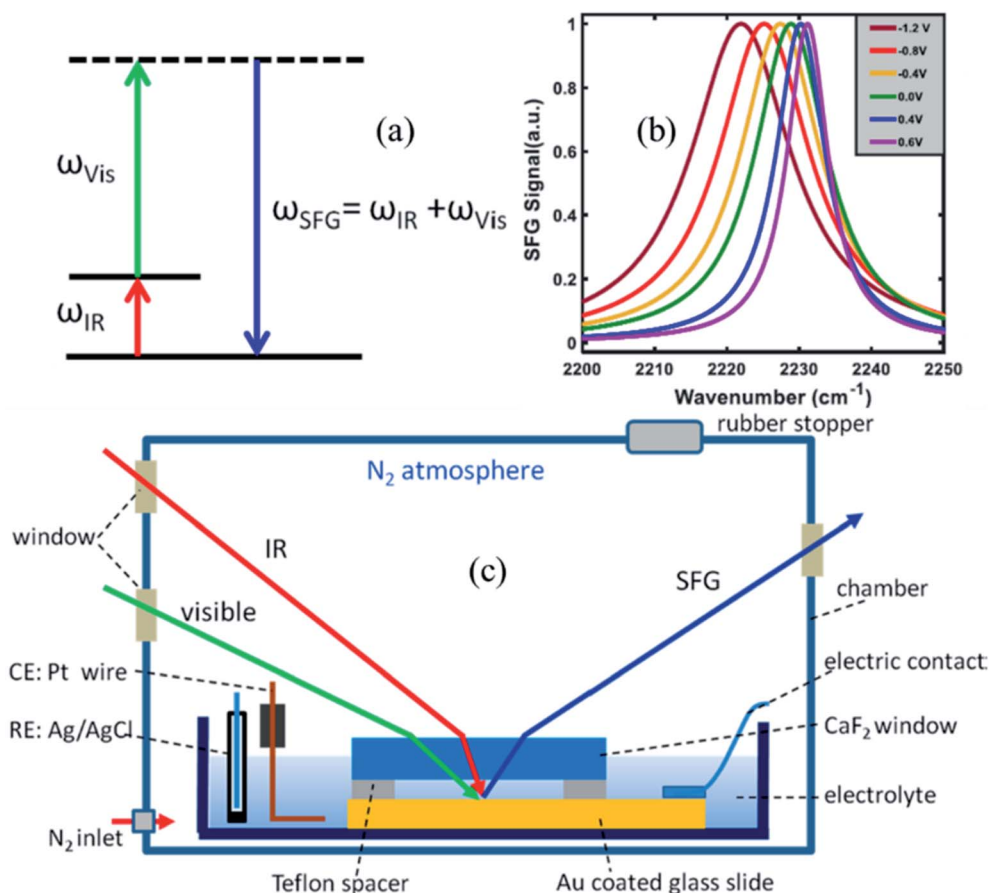 (a)
ω_Vis
ω_IR
ω_SFG= ω_IR +ω_Vis
(b)
-1.2 V
-0.8V
-0.4V
0.0V
0.4V
0.6V
SFG Signal(a.u.)
1
0.8
0.6
0.4
0.2
0
2200 2210 2220 2230 2240 2250
Wavenumber (cm⁻¹)
rubber stopper
N₂ atmosphere
window
IR
(c)
SFG
visible
chamber
CE: Pt wire
electric contact
RE: Ag/AgCl
CaF₂ window
electrolyte
N₂ inlet
Teflon spacer
Au coated glass slide